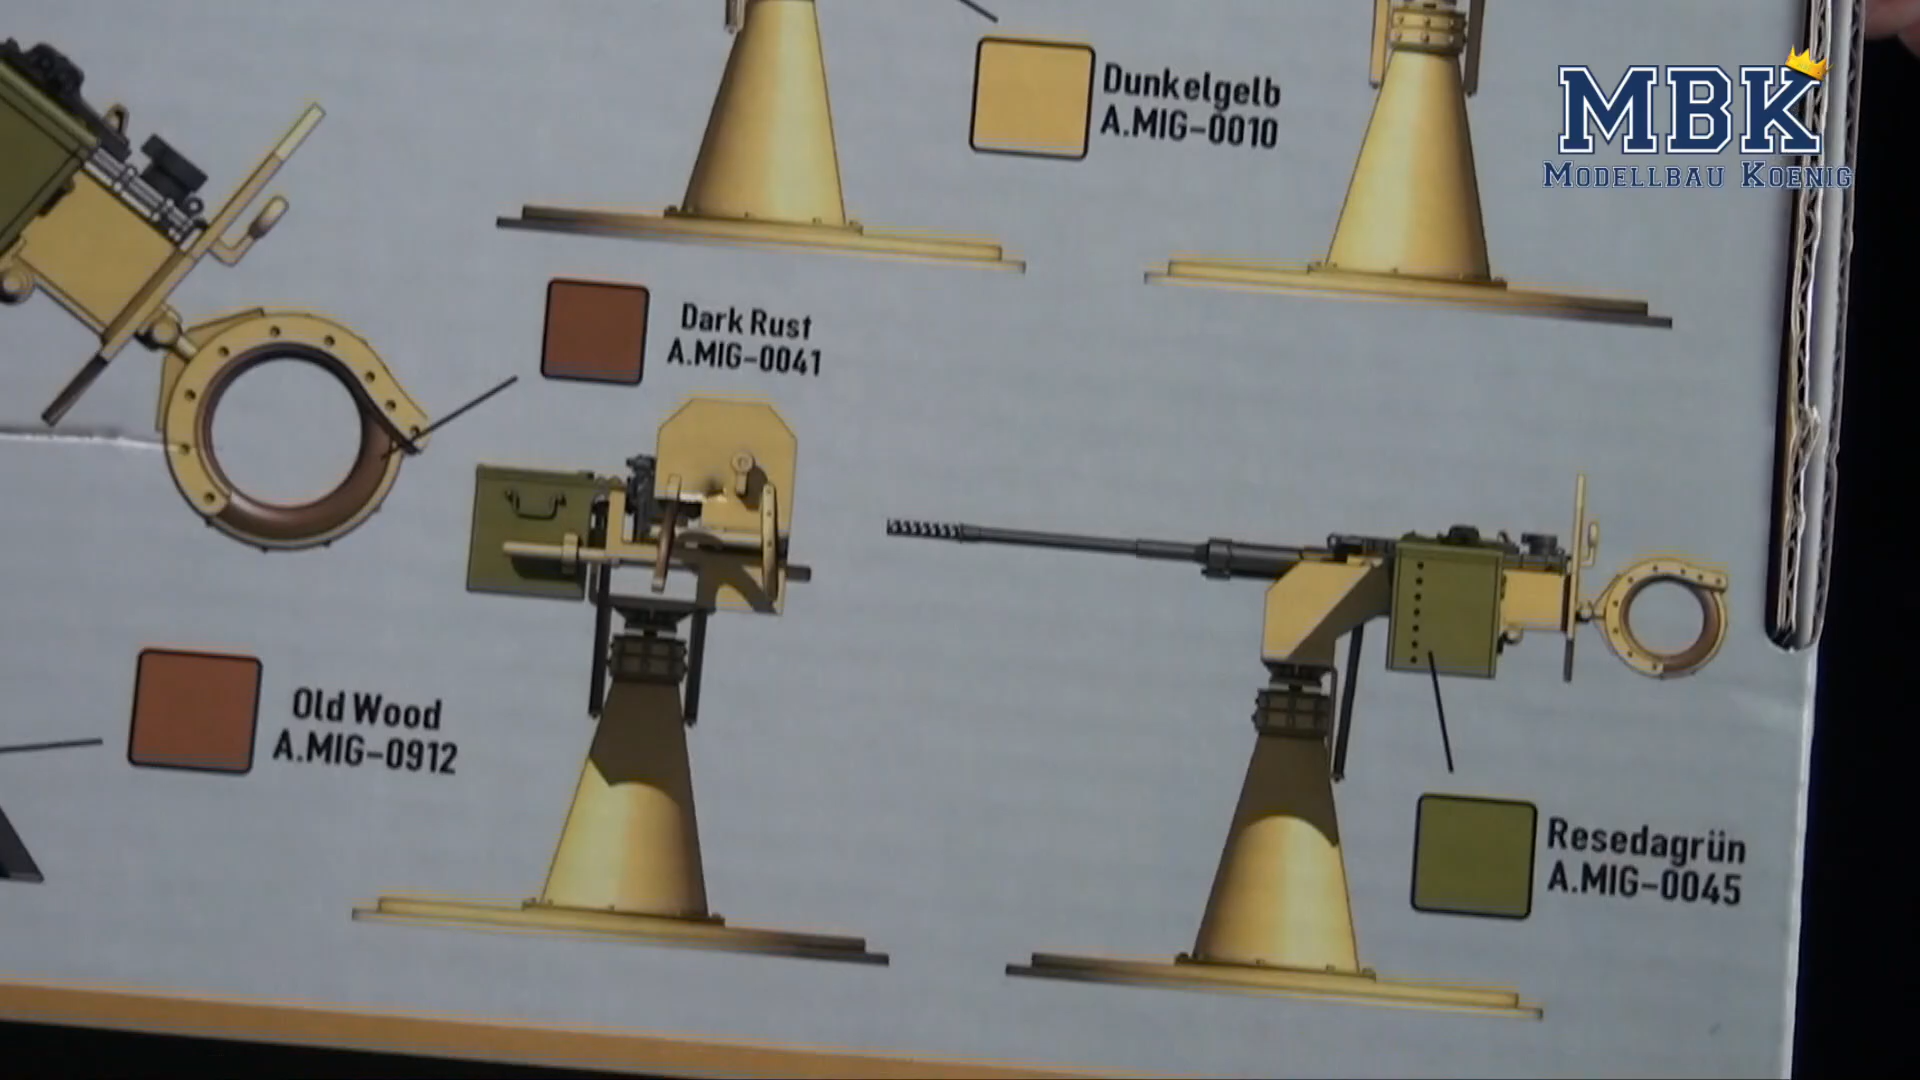 Dunkelgelb
A.MIG-0010
MBK
MODELLBAU KOENIG
Dark Rust
A.MIG-0041
Old Wood
A.MIG-0912
Resedagrün
A.MIG-0045